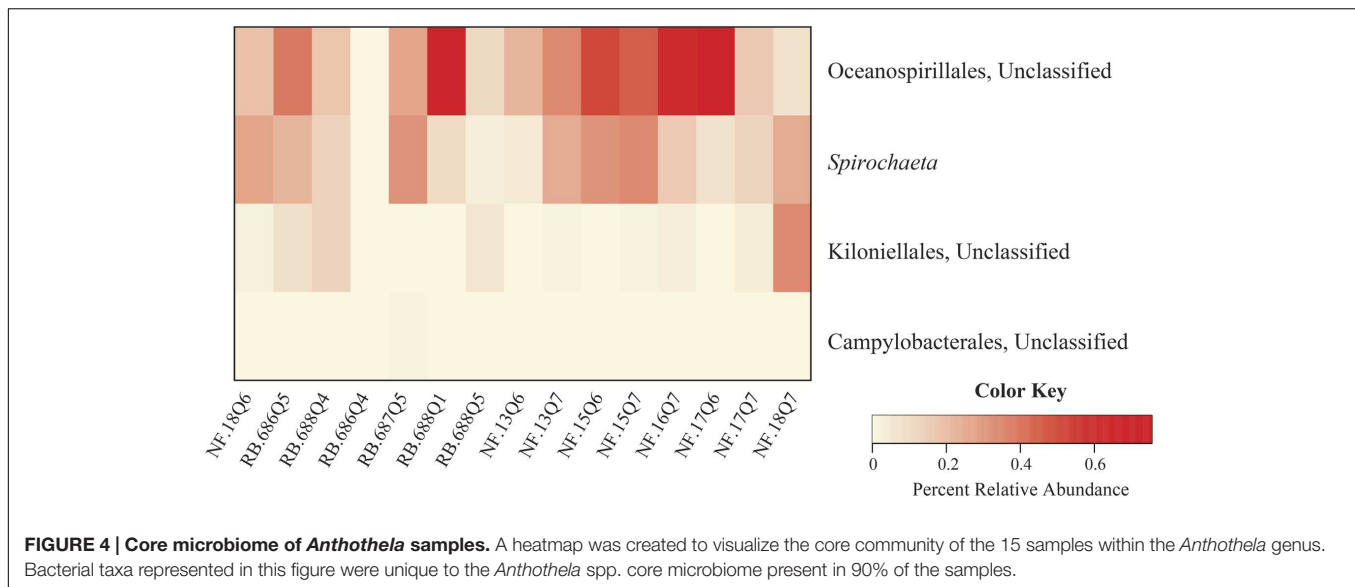 Oceanospirillales, Unclassified
Spirochaeta
Kiloniellales, Unclassified
Campylobacterales, Unclassified
NF.18Q6
RB.686Q5
RB.688Q4
RB.686Q4
RB.687Q5
RB.688Q1
RB.688Q5
NF.13Q6
NF.13Q7
NF.15Q6
NF.15Q7
NF.16Q7
NF.17Q6
NF.17Q7
NF.18Q7
Color Key
0 0.2 0.4 0.6
Percent Relative Abundance
FIGURE 4 | Core microbiome of Anthothela samples. A heatmap was created to visualize the core community of the 15 samples within the Anthothela genus.
Bacterial taxa represented in this figure were unique to the Anthothela spp. core microbiome present in 90% of the samples.